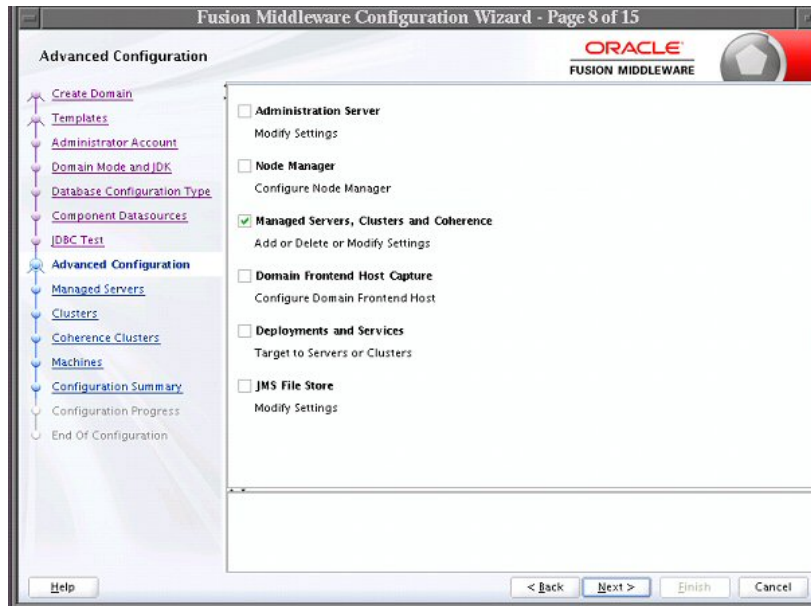 Fusion Middleware Configuration Wizard - Page 8 of 15
Advanced Configuration
ORACLE
FUSION MIDDLEWARE
Create Domain
Templates
Administrator Account
Domain Mode and JDK
Database Configuration Type
Component Datasources
JDBC Test
Advanced Configuration
Managed Servers
Clusters
Coherence Clusters
Machines
Configuration Summary
Configuration Progress
End Of Configuration
Administration Server
Modify Settings
Node Manager
Configure Node Manager
Managed Servers, Clusters and Coherence
Add or Delete or Modify Settings
Domain Frontend Host Capture
Configure Domain Frontend Host
Deployments and Services
Target to Servers or Clusters
JMS File Store
Modify Settings
Help
< Back
Next >
Finish
Cancel